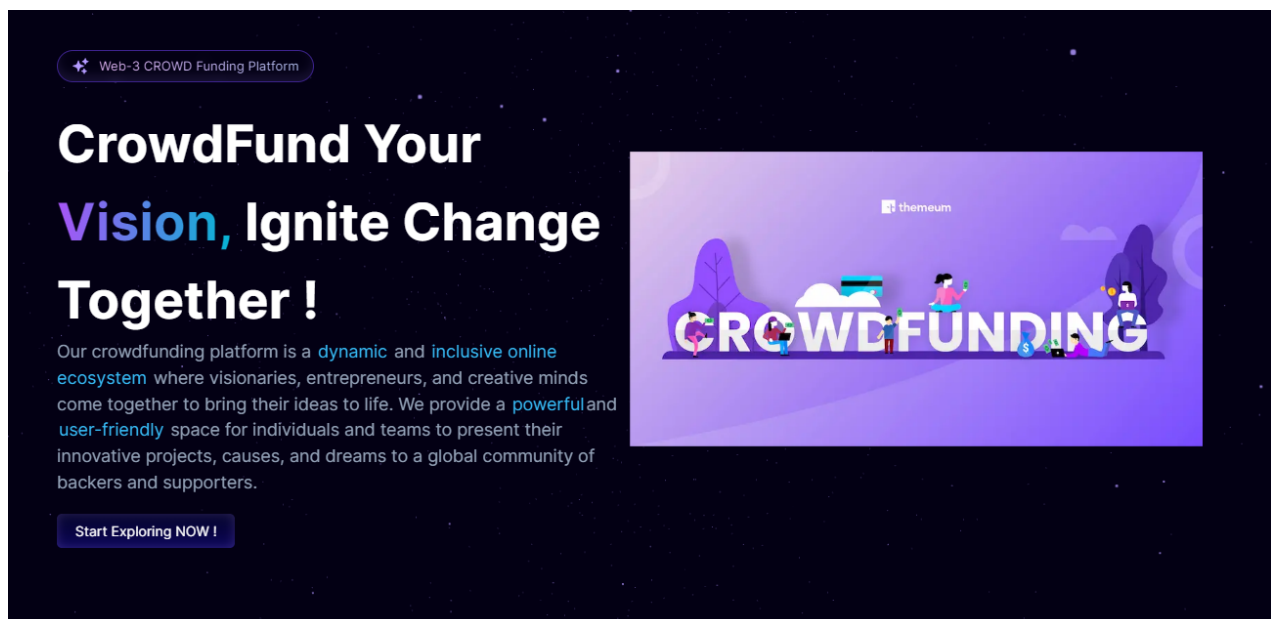 Web-3 CROWD Funding Platform
CrowdFund Your
Vision, Ignite Change
Together !
Our crowdfunding platform is a dynamic and inclusive online
ecosystem where visionaries, entrepreneurs, and creative minds
come together to bring their ideas to life. We provide a powerful and
user-friendly space for individuals and teams to present their
innovative projects, causes, and dreams to a global community of
backers and supporters.
Start Exploring NOW !
themeum
CROWDFUNDING
$